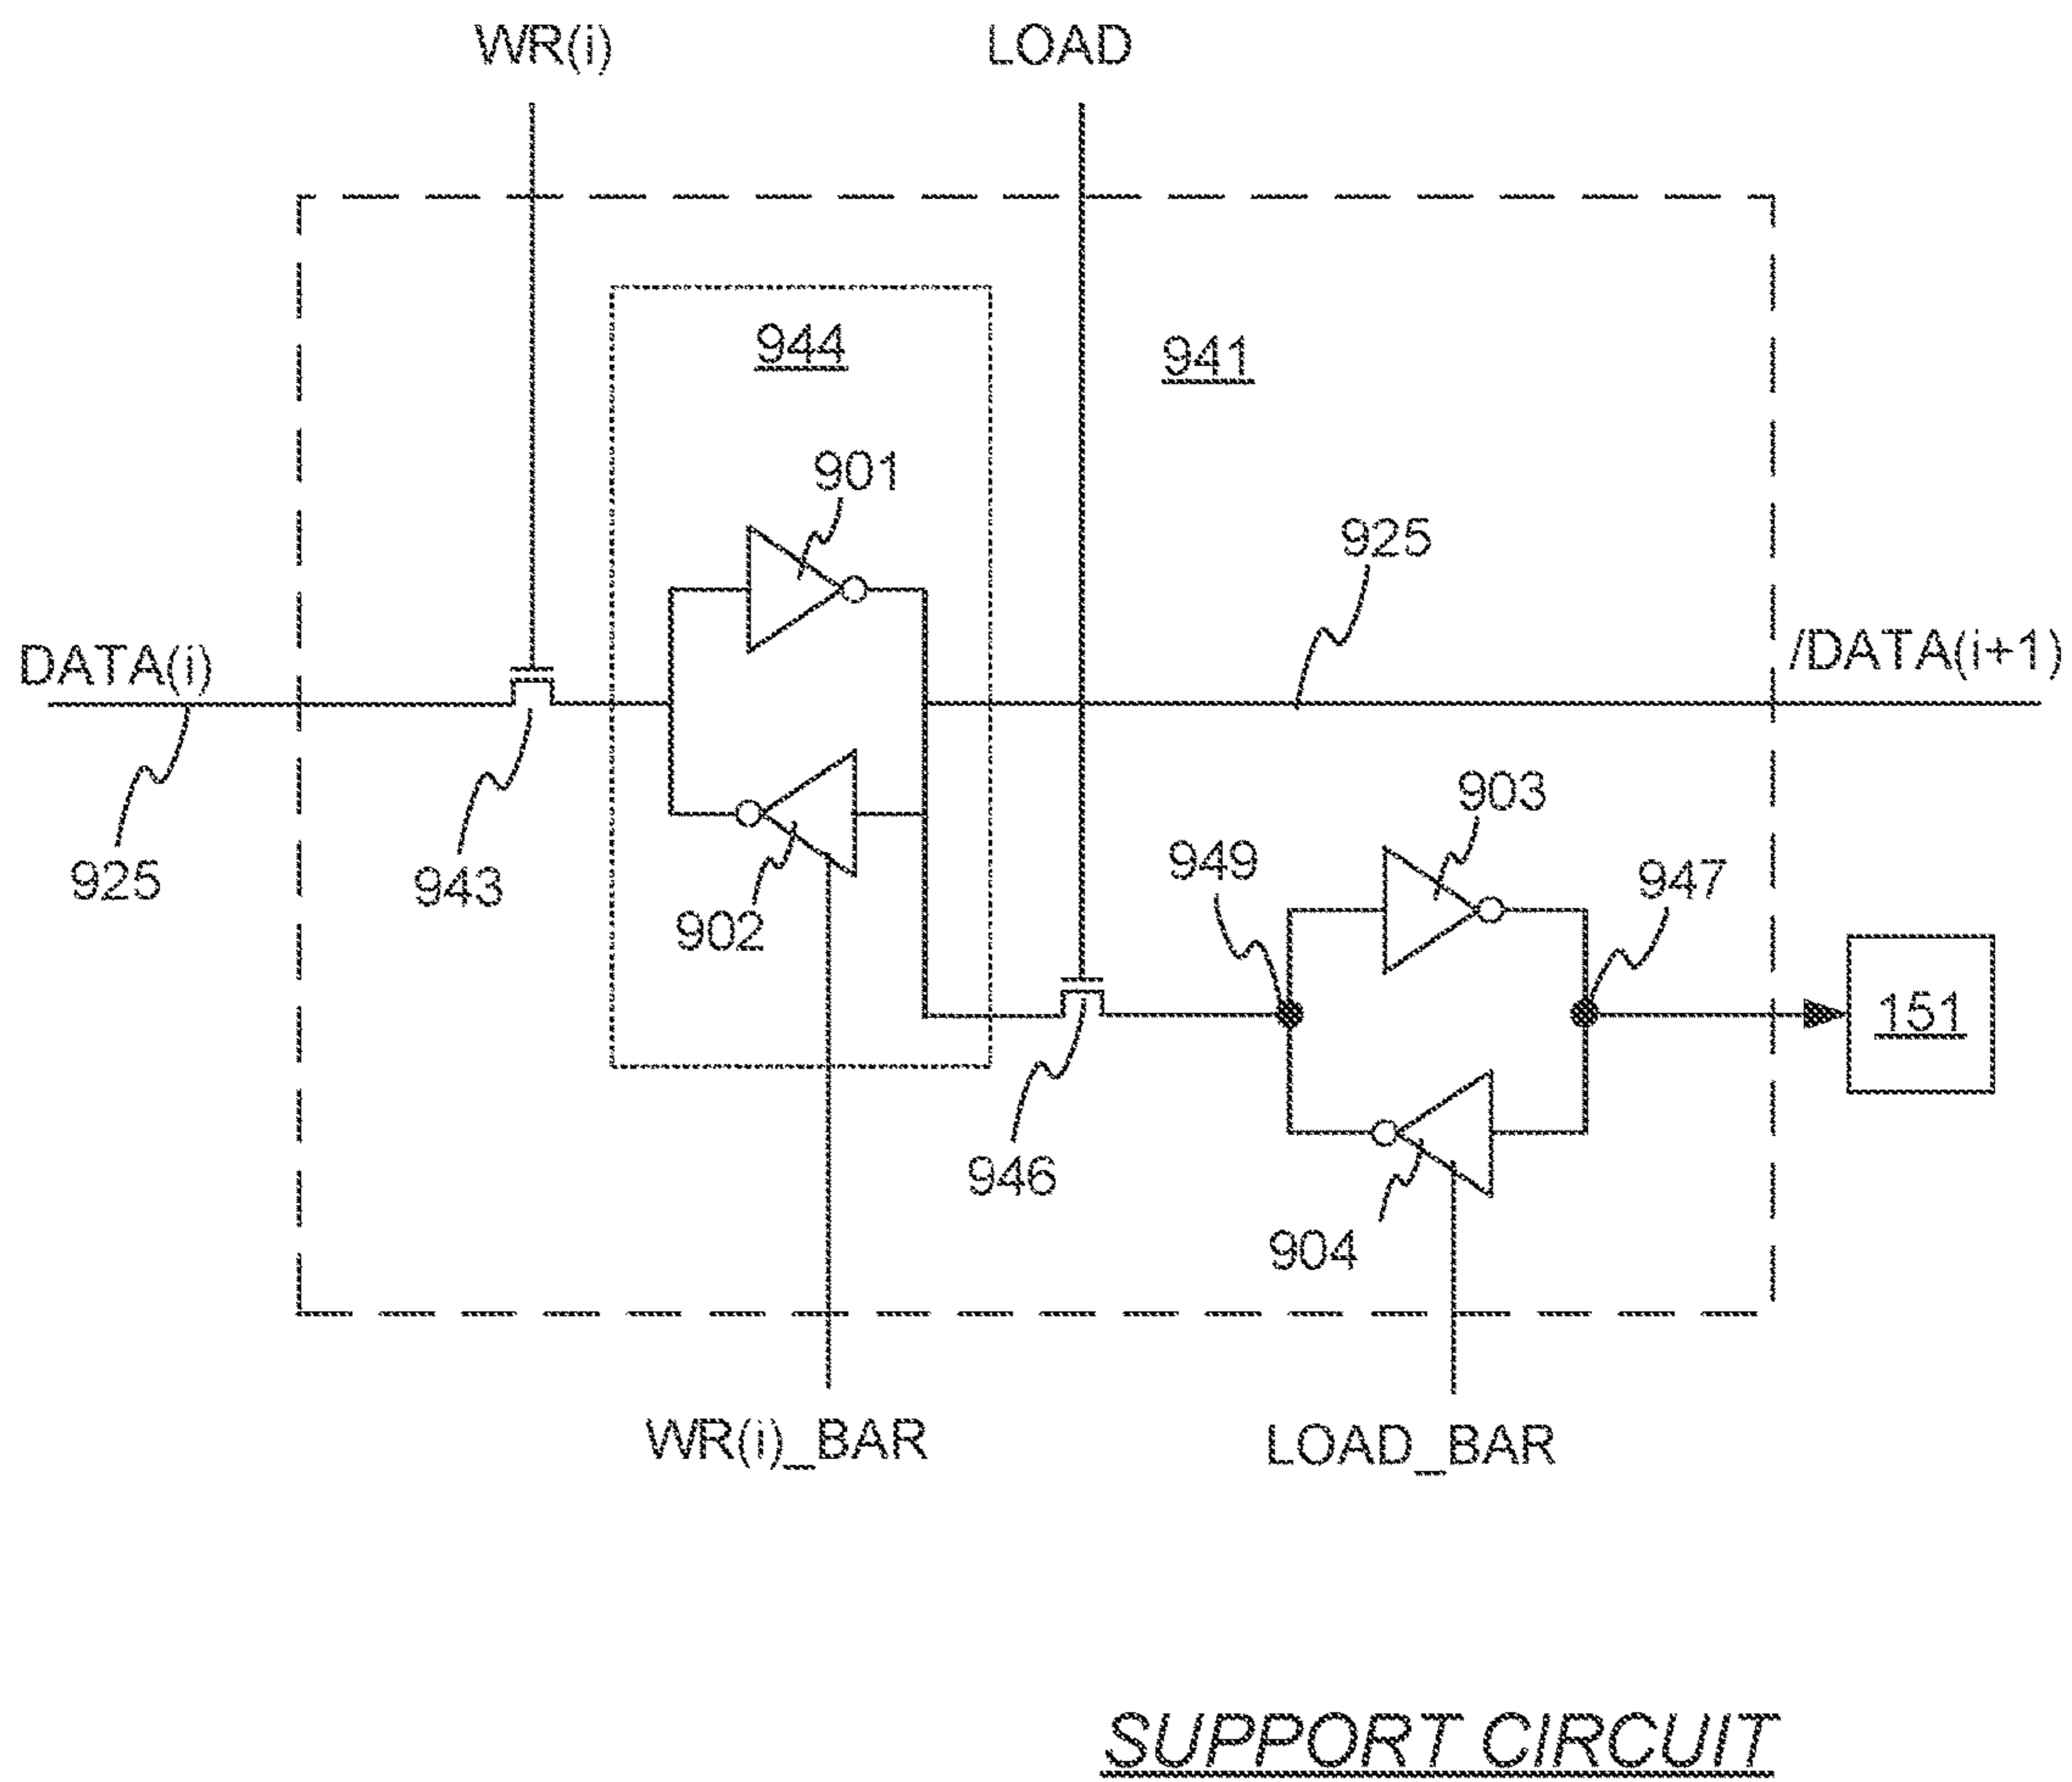 WR(i) LOAD
944
941
901
925
DATA(i)
/DATA(i+1)
903
925
943
902
949
947
151
946
904
WR(i)_BAR
LOAD_BAR
SUPPORT CIRCUIT